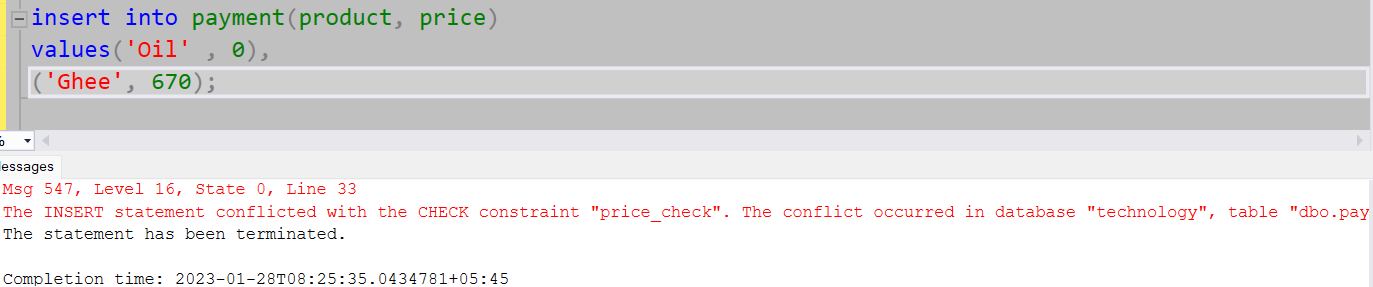 insert into payment(product, price)
values('Oil' , 0),
('Ghee', 670);
%
Messages
Msg 547, Level 16, State 0, Line 33
The INSERT statement conflicted with the CHECK constraint "price_check". The conflict occurred in database "technology", table "dbo.pay
The statement has been terminated.
Completion time: 2023-01-28T08:25:35.0434781+05:45